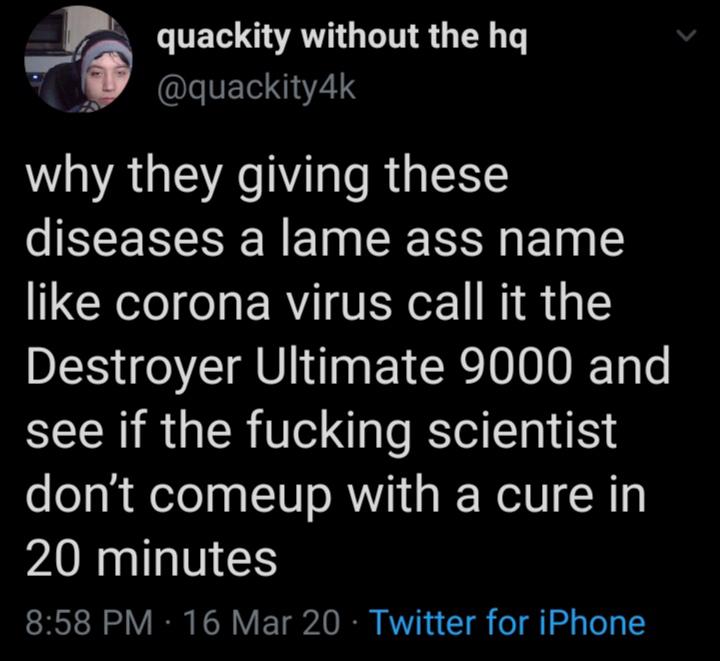 quackity without the hq
@quackity4k
why they giving these
diseases a lame ass name
like corona virus call it the
Destroyer Ultimate 9000 and
see if the fucking scientist
don't comeup with a cure in
20 minutes
8:58 PM · 16 Mar 20 · Twitter for iPhone